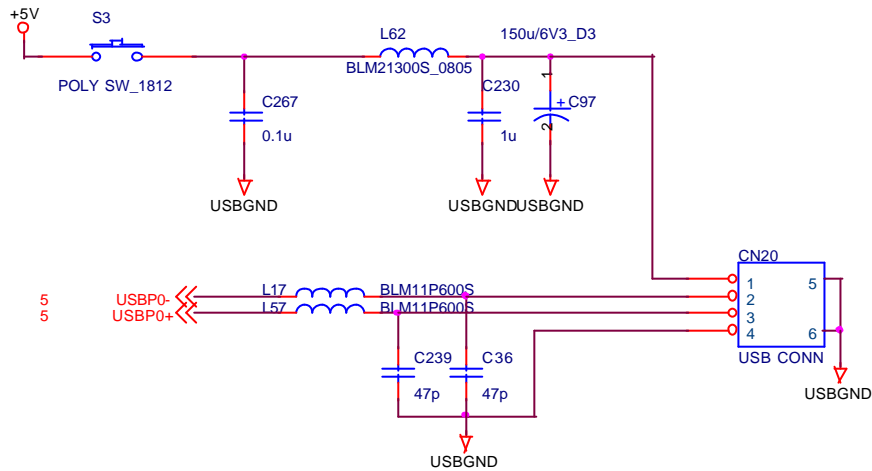 +5V
S3
L62
150u/6V3_D3
BLM21300S_0805
POLY SW_1812
C267
0.1u
C230
1u
1
2
+
C97
USBGND
USBGND
USBGND
CN20
1
2
3
4
5
6
USB CONN
USBGND
5
USBP0-
L17
BLM11P600S
5
USBP0+
L57
BLM11P600S
C239
47p
C36
47p
USBGND